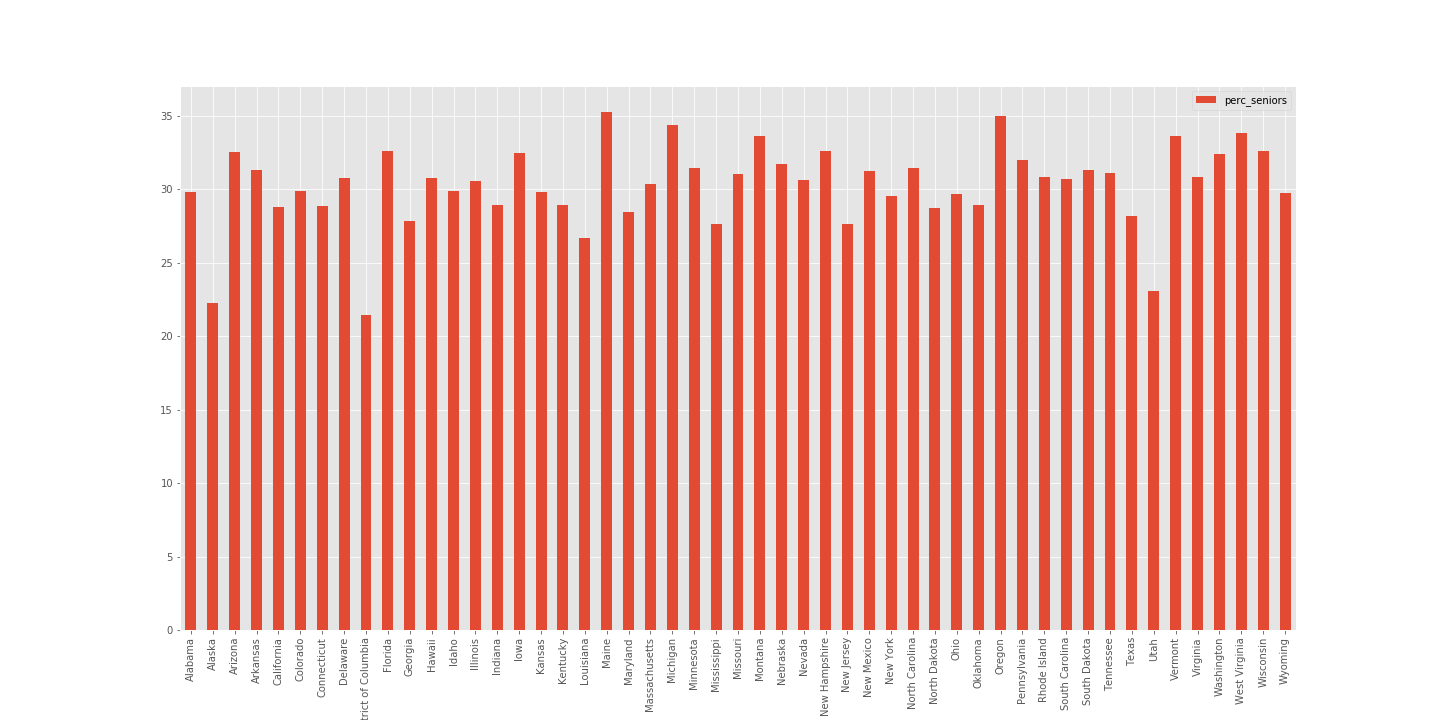 perc_seniors
35
30
25
20
15
10
5
0
Alabama
Alaska
Arizona
Arkansas
California
Colorado
Connecticut
Delaware
trict of Columbia
Florida
Georgia
Hawaii
Idaho
Illinois
Indiana
Iowa
Kansas
Kentucky
Louisiana
Maine
Maryland
Massachusetts
Michigan
Minnesota
Mississippi
Missouri
Montana
Nebraska
Nevada
New Hampshire
New Jersey
New Mexico
New York
North Carolina
North Dakota
Ohio
Oklahoma
Oregon
Pennsylvania
Rhode Island
South Carolina
South Dakota
Tennessee
Texas
Utah
Vermont
Virginia
Washington
West Virginia
Wisconsin
Wyoming